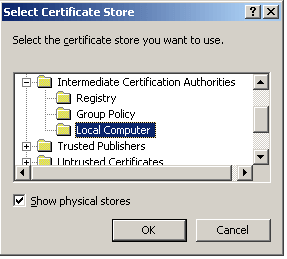 Select Certificate Store
Select the certificate store you want to use.
Intermediate Certification Authorities
Registry
Group Policy
Local Computer
Trusted Publishers
Untrusted Certificates
Show physical stores
OK
Cancel